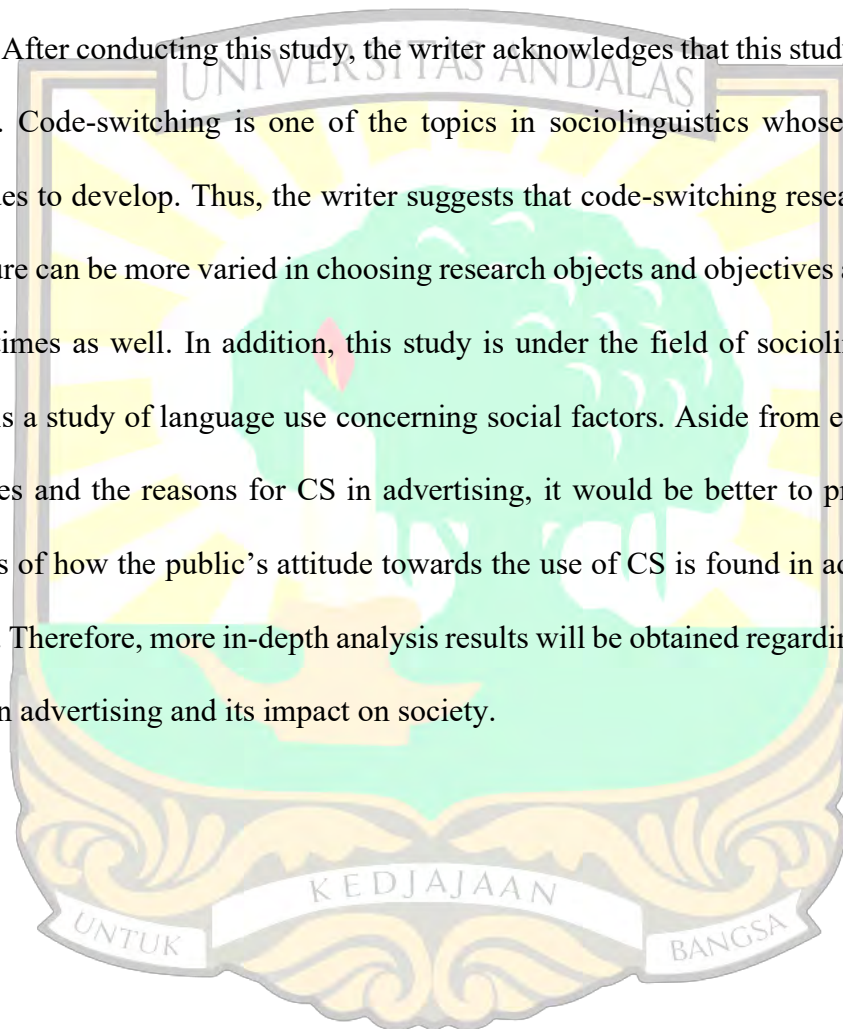 After conducting this study, the writer acknowledges that this stud
UNIVERSITAS ANDALAS
. Code-switching is one of the topics in sociolinguistics whose
es to develop. Thus, the writer suggests that code-switching resea
ure can be more varied in choosing research objects and objectives a
times as well. In addition, this study is under the field of socioli
s a study of language use concerning social factors. Aside from e
es and the reasons for CS in advertising, it would be better to pr
s of how the public’s attitude towards the use of CS is found in ad
. Therefore, more in-depth analysis results will be obtained regardin
n advertising and its impact on society.
KEDJAJAAN
UNTUK BANGSA